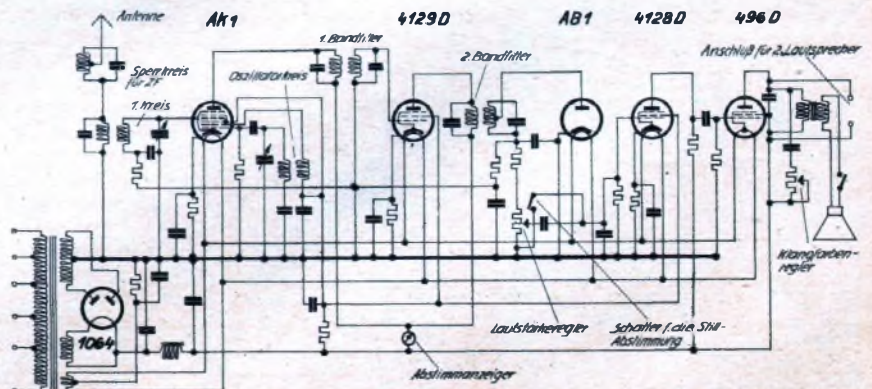 Antenne
AK1
4129D
AB1
4128D
496D
1. Bandfilter
2. Bandfilter
Anschluß für 2. Lautsprecher
Sperrkreis
für ZF
Oszillatorkreis
1. Kreis
Klangfarben-
regler
1064
Lautstärkeregler
Schalter f. die Still-
Abstimmung
Abstimmanzeiger